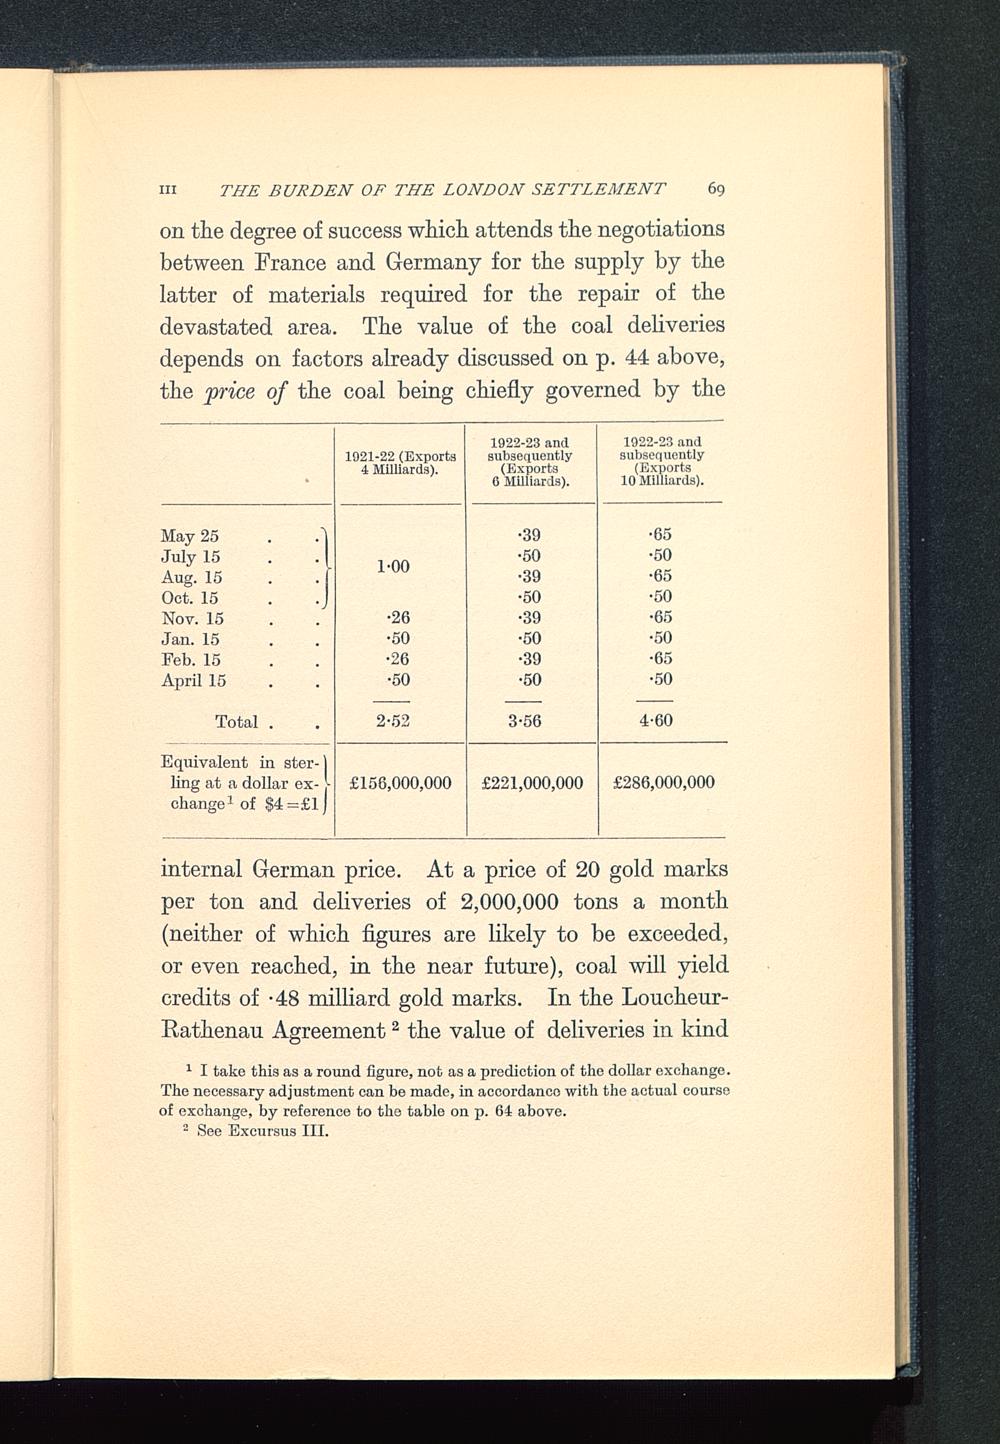 III THE BURDEN OF THE LONDON SETTLEMENT 69
on the degree of success which attends the negotiations
between France and Germany for the supply by the
latter of materials required for the repair of the
devastated area. The value of the coal deliveries
depends on factors already discussed on p. 44 above,
the price of the coal being chiefly governed by the
1921-22 (Exports
4 Milliards).
1922-23 and
subsequently
(Exports
6 Milliards).
1922-23 and
subsequently
(Exports
10 Milliards).
May 25 . . ·39 ·65
July 15 . . ·50 ·50
1·00
Aug. 15 . . ·39 ·65
Oct. 15 . . ·50 ·50
Nov. 15 . . ·26 ·39 ·65
Jan. 15 . . ·50 ·50 ·50
Feb. 15 . . ·26 ·39 ·65
April 15 . . ·50 ·50 ·50
Total . . 2·52 3·56 4·60
Equivalent in ster-
ling at a dollar ex- £156,000,000 £221,000,000 £286,000,000
change¹ of $4=£1
internal German price. At a price of 20 gold marks
per ton and deliveries of 2,000,000 tons a month
(neither of which figures are likely to be exceeded,
or even reached, in the near future), coal will yield
credits of ·48 milliard gold marks. In the Loucheur-
Rathenau Agreement ² the value of deliveries in kind
¹ I take this as a round figure, not as a prediction of the dollar exchange.
The necessary adjustment can be made, in accordance with the actual course
of exchange, by reference to the table on p. 64 above.
² See Excursus III.